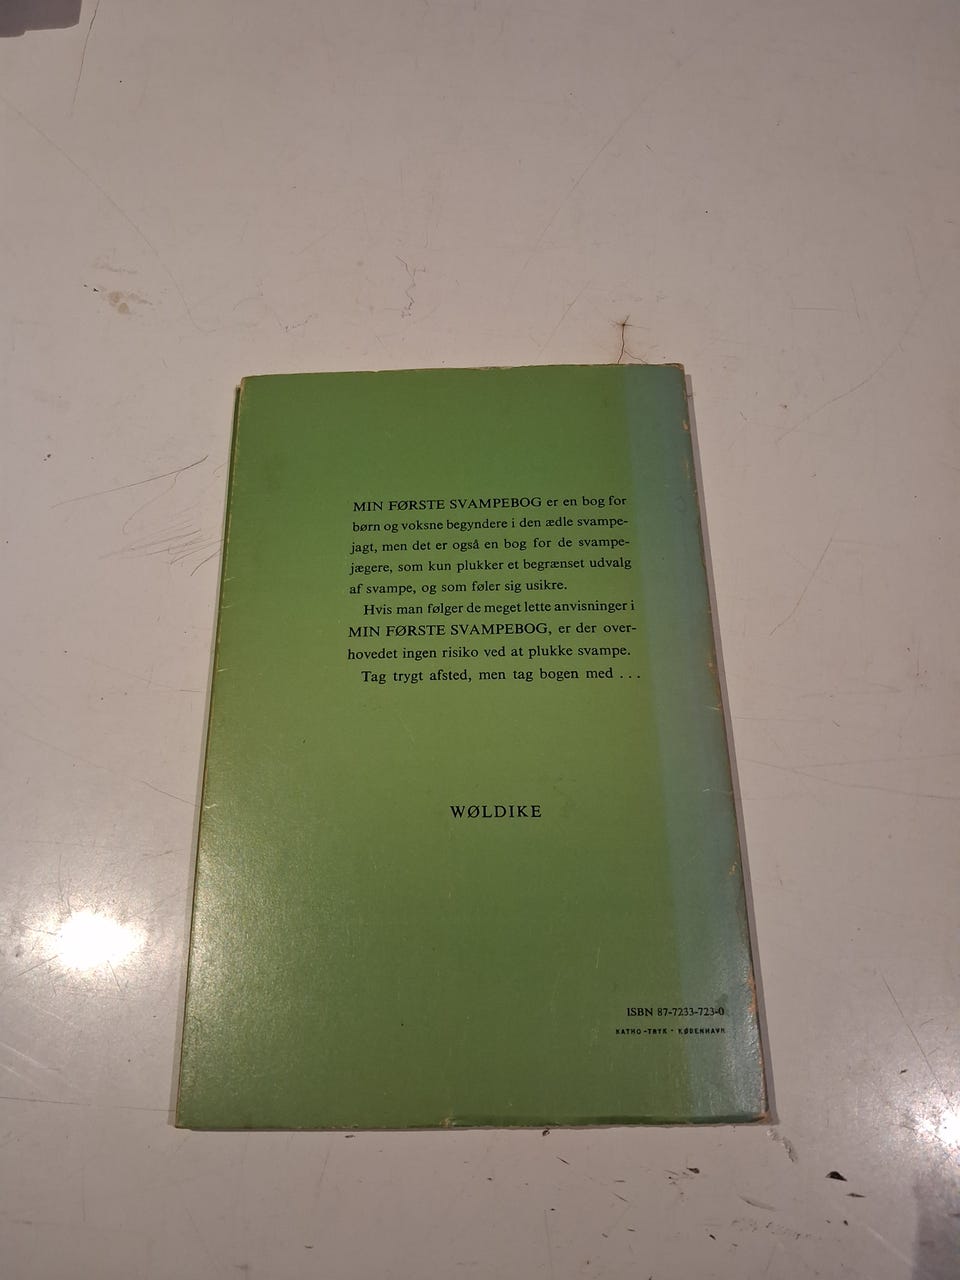 MIN FØRSTE SVAMPEBOG er en bog for
børn og voksne begyndere i den ædle svampe-
jagt, men det er også en bog for de svampe-
jægere, som kun plukker et begrænset udvalg
af svampe, og som føler sig usikre.
Hvis man følger de meget lette anvisninger i
MIN FØRSTE SVAMPEBOG, er der over-
hovedet ingen risiko ved at plukke svampe.
Tag trygt afsted, men tag bogen med ...
WØLDIKE
ISBN 87-7233-723-0
KATHO-TRYK · KØBENHAVN